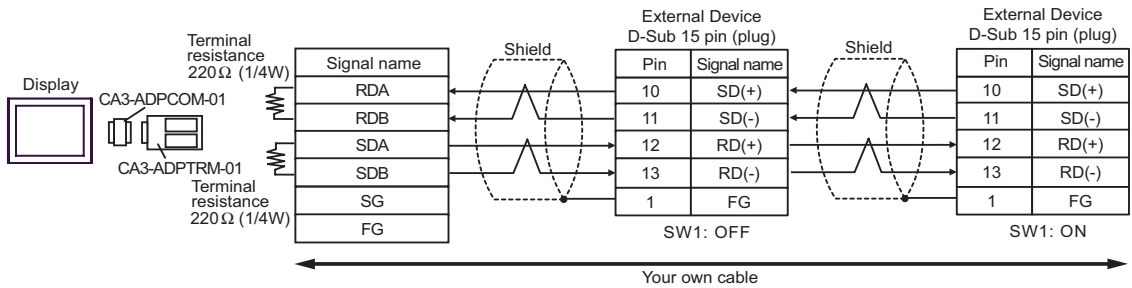 Display
CA3-ADPCOM-01
CA3-ADPTRM-01
Terminal
resistance
220Ω (1/4W)
Terminal
resistance
220Ω (1/4W)
Signal name
RDA
RDB
SDA
SDB
SG
FG
Shield
External Device
D-Sub 15 pin (plug)
Pin Signal name
10 SD(+)
11 SD(-)
12 RD(+)
13 RD(-)
1 FG
SW1: OFF
Shield
External Device
D-Sub 15 pin (plug)
Pin Signal name
10 SD(+)
11 SD(-)
12 RD(+)
13 RD(-)
1 FG
SW1: ON
Your own cable